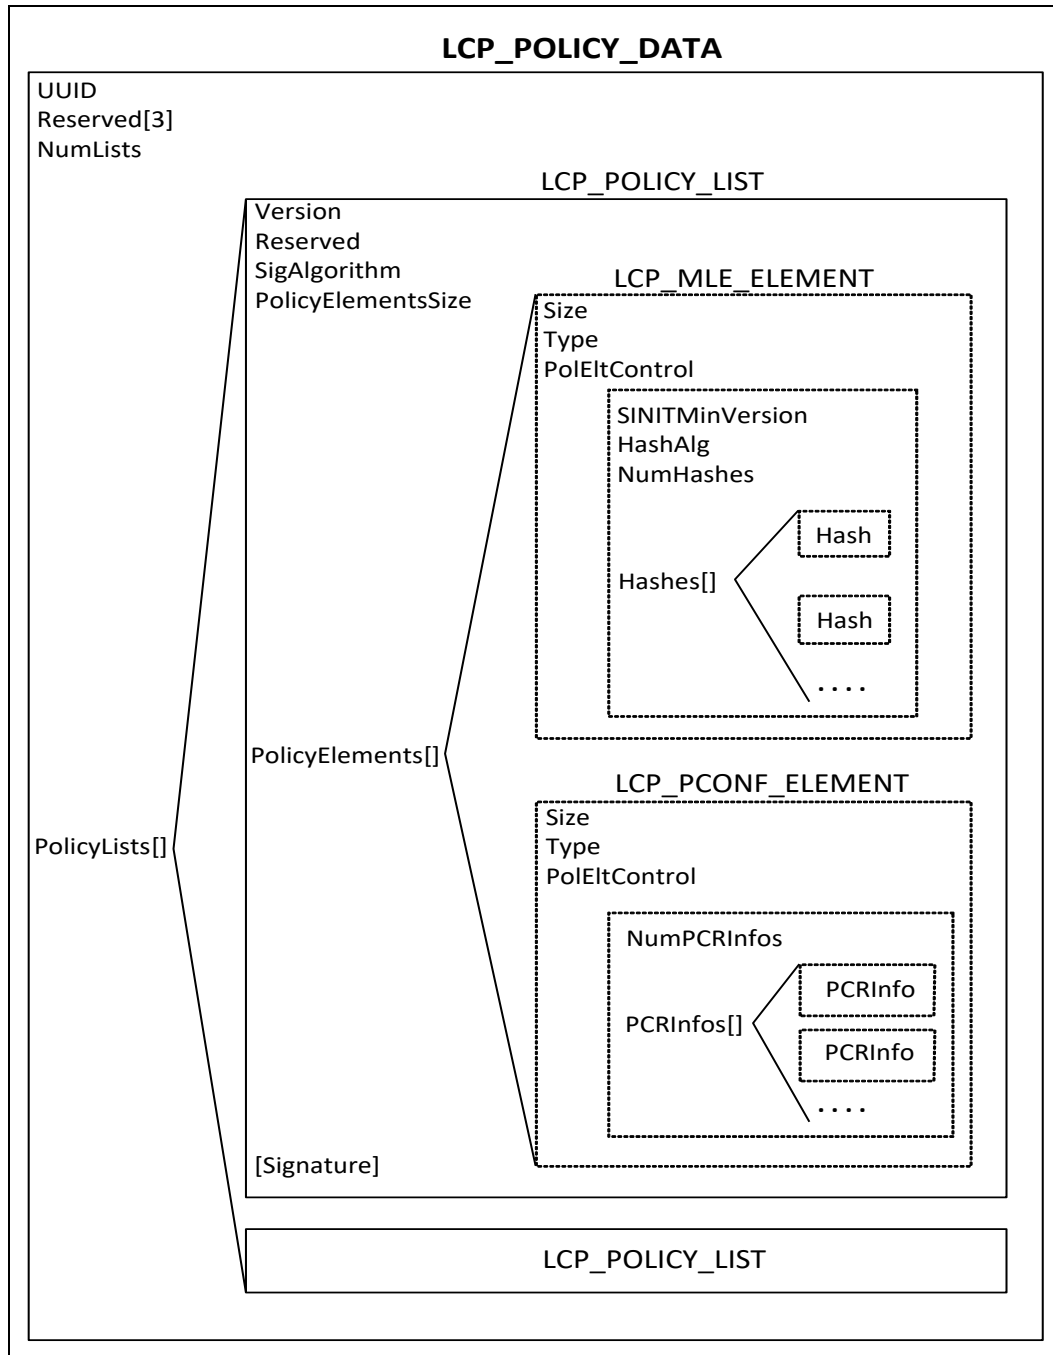 LCP_POLICY_DATA
UUID
Reserved[3]
NumLists
LCP_POLICY_LIST
Version
Reserved
SigAlgorithm
PolicyElementsSize
LCP_MLE_ELEMENT
Size
Type
PolEltControl
SINITMinVersion
HashAlg
NumHashes
Hash
Hashes[]
Hash
....
PolicyElements[]
LCP_PCONF_ELEMENT
Size
Type
PolEltControl
PolicyLists[]
NumPCRInfos
PCRInfo
PCRInfos[]
PCRInfo
....
[Signature]
LCP_POLICY_LIST